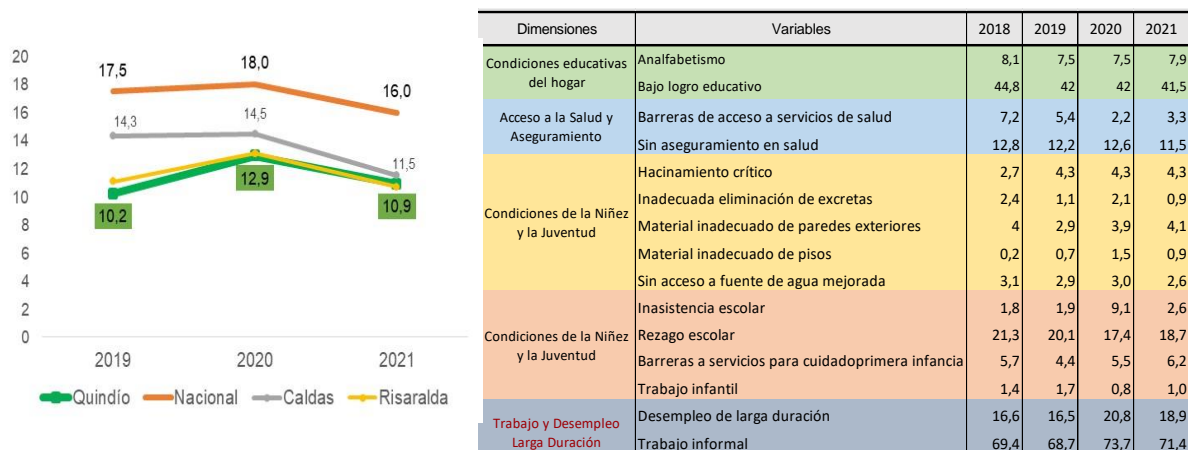 20
18
16
14
12
10
8
6
4
2
0
17,5
18,0
16,0
14,3
14,5
11,5
12,9
10,2
10,9
2019 2020 2021
Quindío Nacional Caldas Risaralda
Dimensiones Variables 2018 2019 2020 2021
Condiciones educativas
del hogar
Analfabetismo 8,1 7,5 7,5 7,9
Bajo logro educativo 44,8 42 42 41,5
Acceso a la Salud y
Aseguramiento
Barreras de acceso a servicios de salud 7,2 5,4 2,2 3,3
Sin aseguramiento en salud 12,8 12,2 12,6 11,5
Condiciones de la Niñez
y la Juventud
Hacinamiento crítico 2,7 4,3 4,3 4,3
Inadecuada eliminación de excretas 2,4 1,1 2,1 0,9
Material inadecuado de paredes exteriores 4 2,9 3,9 4,1
Material inadecuado de pisos 0,2 0,7 1,5 0,9
Sin acceso a fuente de agua mejorada 3,1 2,9 3,0 2,6
Condiciones de la Niñez
y la Juventud
Inasistencia escolar 1,8 1,9 9,1 2,6
Rezago escolar 21,3 20,1 17,4 18,7
Barreras a servicios para cuidadoprimera infancia 5,7 4,4 5,5 6,2
Trabajo infantil 1,4 1,7 0,8 1,0
Trabajo y Desempleo
Larga Duración
Desempleo de larga duración 16,6 16,5 20,8 18,9
Trabajo informal 69,4 68,7 73,7 71,4